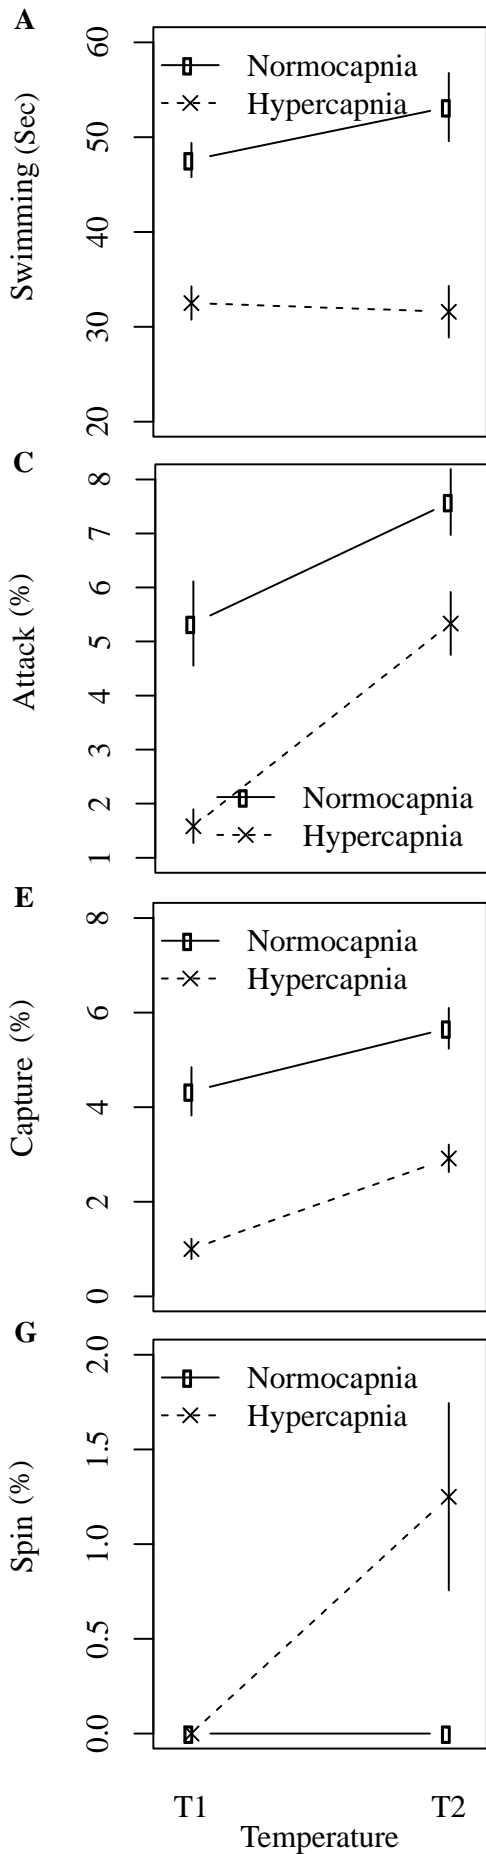 A
Swimming (Sec)
60
50
40
30
20
Normocapnia
Hypercapnia
C
Attack (%)
8
7
6
5
4
3
2
1
Normocapnia
Hypercapnia
E
Capture (%)
8
6
4
2
0
Normocapnia
Hypercapnia
G
Spin (%)
2.0
1.5
1.0
0.5
0.0
Normocapnia
Hypercapnia
T1 T2
Temperature